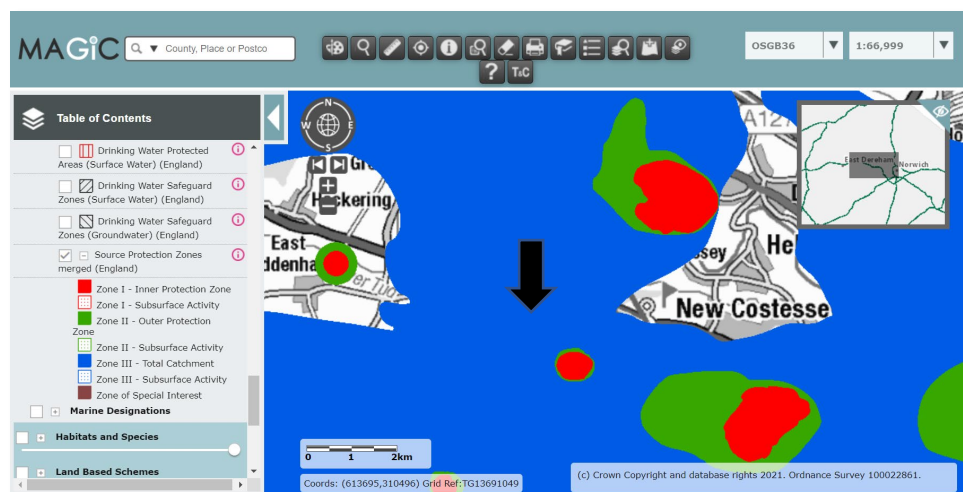 MAGiC
County, Place or Postco
OSGB36
1:66,999
?
T&C
Table of Contents
Drinking Water Protected
Areas (Surface Water) (England)
Drinking Water Safeguard
Zones (Surface Water) (England)
Drinking Water Safeguard
Zones (Groundwater) (England)
Source Protection Zones
merged (England)
Zone I - Inner Protection Zone
Zone I - Subsurface Activity
Zone II - Outer Protection
Zone
Zone II - Subsurface Activity
Zone III - Total Catchment
Zone III - Subsurface Activity
Zone of Special Interest
Marine Designations
Habitats and Species
Land Based Schemes
N
W E
S
Hockering
East
ddenha
er Tud
A127
ssey
Hel
New Costesse
East Dereham
Norwich
0 1 2km
Coords: (613695,310496) Grid Ref:TG13691049
(c) Crown Copyright and database rights 2021. Ordnance Survey 100022861.